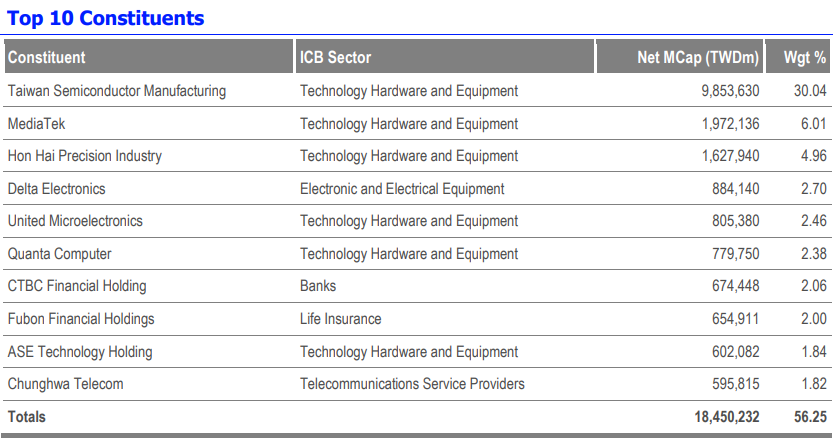 Top 10 Constituents
Constituent ICB Sector Net MCap (TWDm) Wgt %
Taiwan Semiconductor Manufacturing Technology Hardware and Equipment 9,853,630 30.04
MediaTek Technology Hardware and Equipment 1,972,136 6.01
Hon Hai Precision Industry Technology Hardware and Equipment 1,627,940 4.96
Delta Electronics Electronic and Electrical Equipment 884,140 2.70
United Microelectronics Technology Hardware and Equipment 805,380 2.46
Quanta Computer Technology Hardware and Equipment 779,750 2.38
CTBC Financial Holding Banks 674,448 2.06
Fubon Financial Holdings Life Insurance 654,911 2.00
ASE Technology Holding Technology Hardware and Equipment 602,082 1.84
Chunghwa Telecom Telecommunications Service Providers 595,815 1.82
Totals 18,450,232 56.25